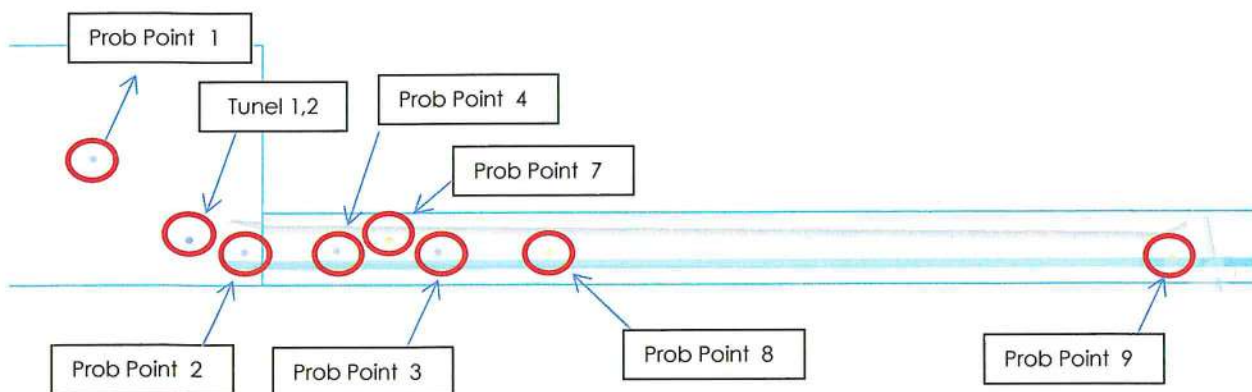 Prob Point 1
Tunel 1,2
Prob Point 4
Prob Point 7
Prob Point 2
Prob Point 3
Prob Point 8
Prob Point 9